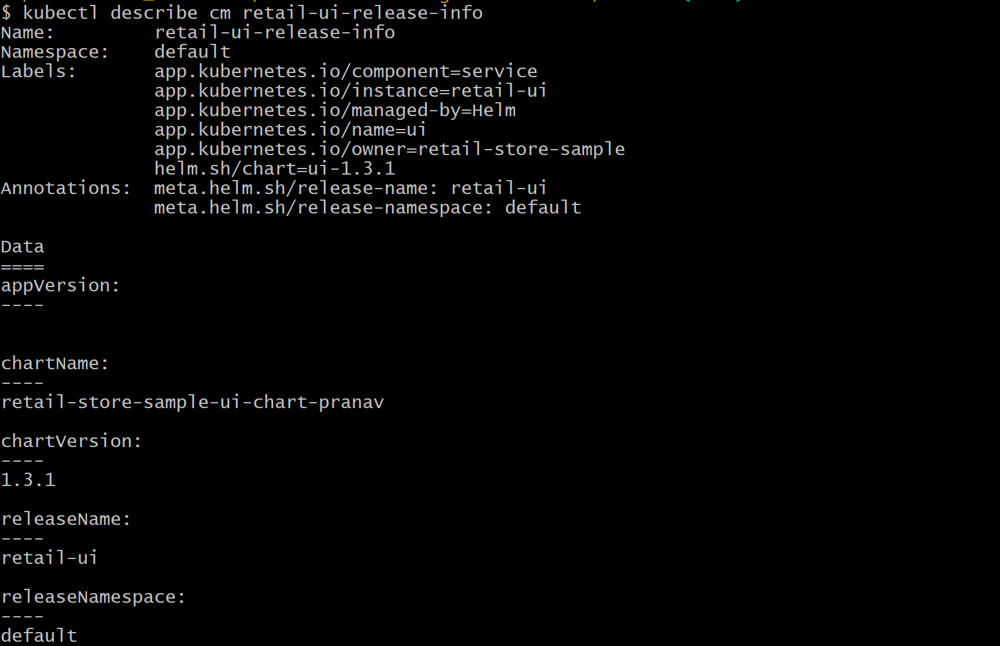 $ kubectl describe cm retail-ui-release-info
Name:         retail-ui-release-info
Namespace:    default
Labels:       app.kubernetes.io/component=service
              app.kubernetes.io/instance=retail-ui
              app.kubernetes.io/managed-by=Helm
              app.kubernetes.io/name=ui
              app.kubernetes.io/owner=retail-store-sample
              helm.sh/chart=ui-1.3.1
Annotations:  meta.helm.sh/release-name: retail-ui
              meta.helm.sh/release-namespace: default

Data
====
appVersion:
----


chartName:
----
retail-store-sample-ui-chart-pranav

chartVersion:
----
1.3.1

releaseName:
----
retail-ui

releaseNamespace:
----
default